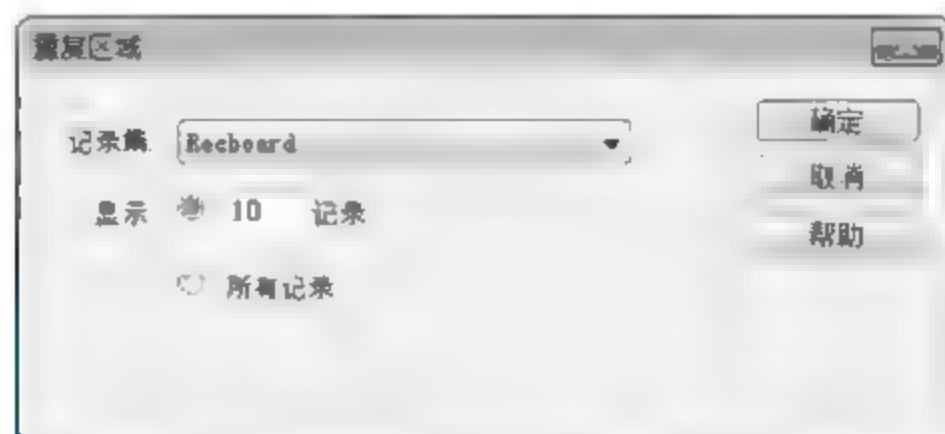 重复区域
记录集: Recboard
确定
取消
显示 10 记录
帮助
所有记录